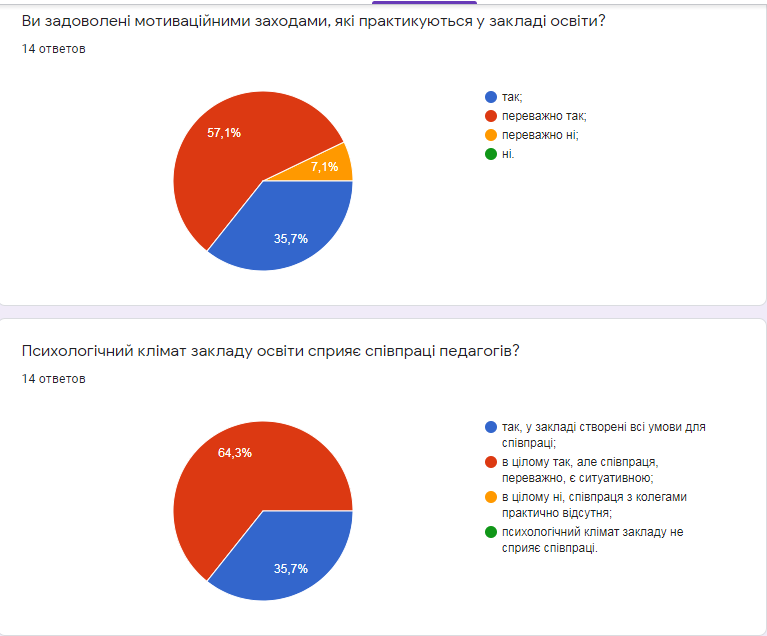 Ви задоволені мотиваційними заходами, які практикуються у закладі освіти?
14 ответов
57,1%
7,1%
35,7%
так;
переважно так;
переважно ні;
ні.
Психологічний клімат закладу освіти сприяє співпраці педагогів?
14 ответов
64,3%
35,7%
так, у закладі створені всі умови для
співпраці;
в цілому так, але співпраця,
переважно, є ситуативною;
в цілому ні, співпраця з колегами
практично відсутня;
психологічний клімат закладу не
сприяє співпраці.